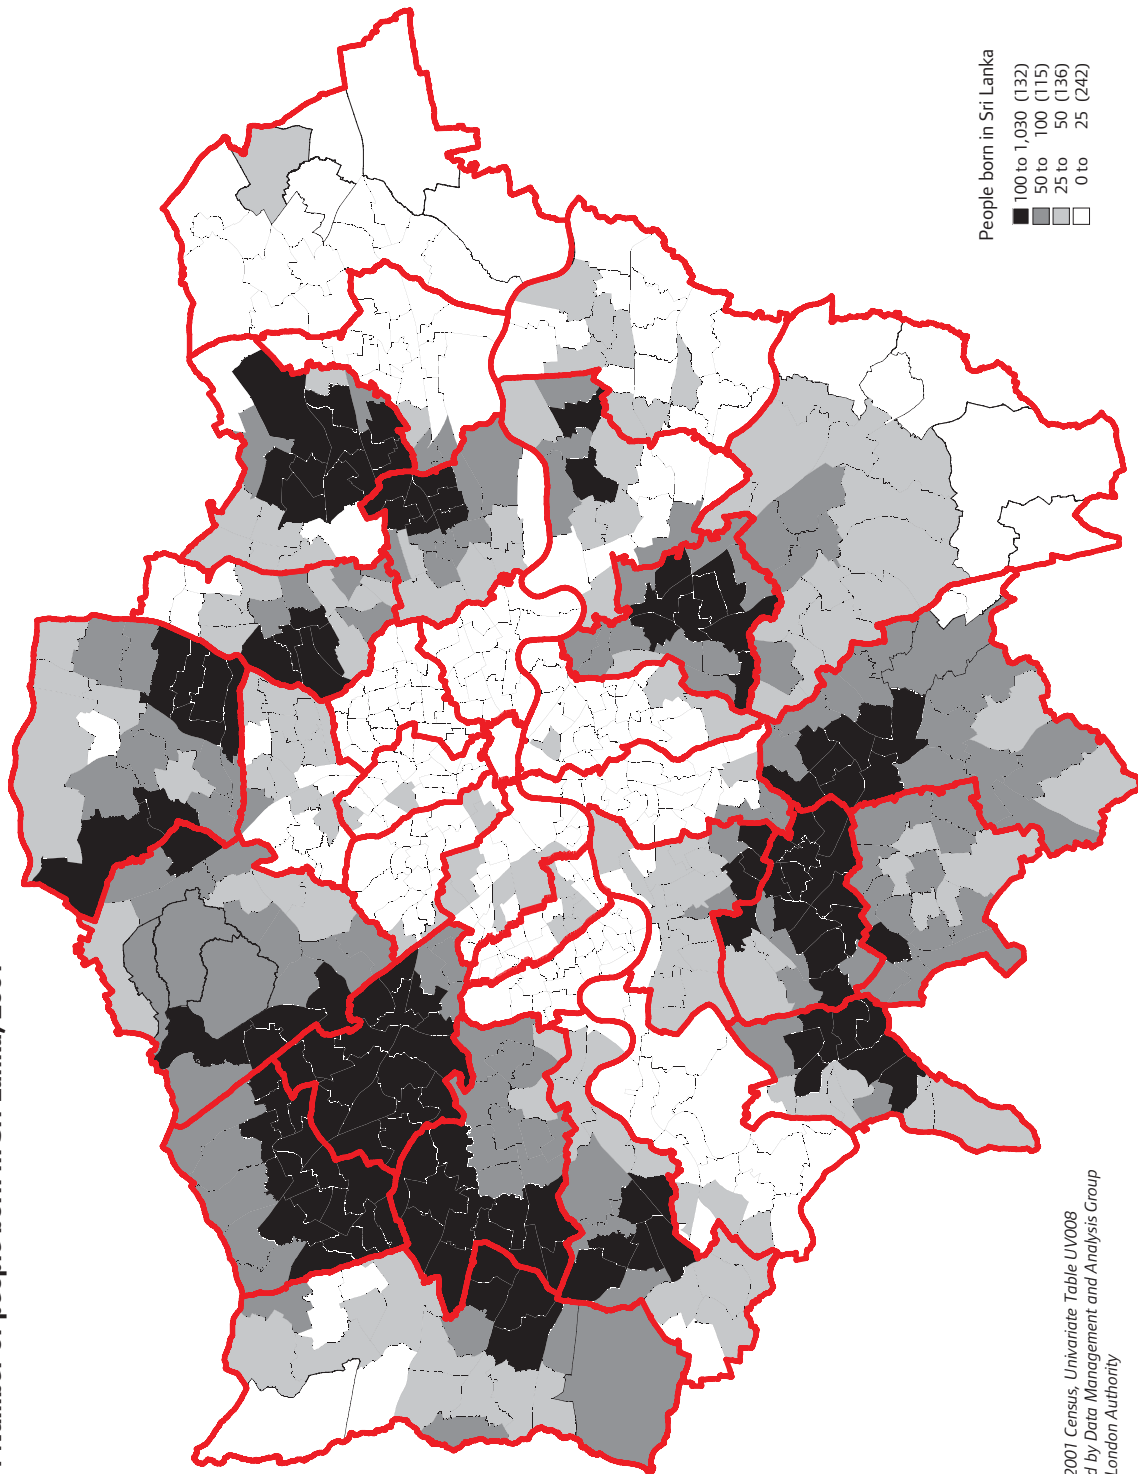 People born in Sri Lanka
100 to 1,030 (132)
50 to 100 (115)
25 to 50 (136)
0 to 25 (242)
2001 Census, Univariate Table UV008
d by Data Management and Analysis Group
London Authority